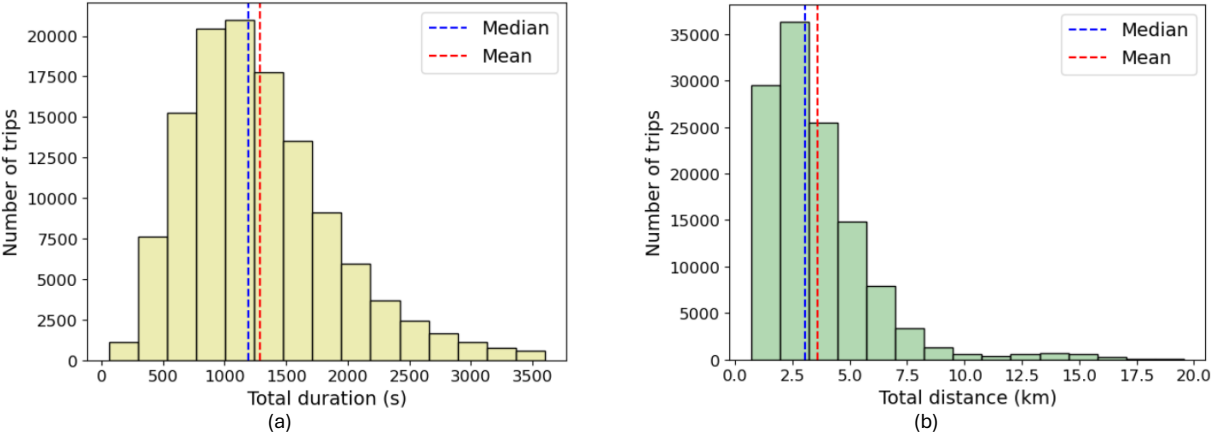 Number of trips
20000
17500
15000
12500
10000
7500
5000
2500
0
Median
Mean
0 500 1000 1500 2000 2500 3000 3500
Total duration (s)
(a)
Number of trips
35000
30000
25000
20000
15000
10000
5000
0
Median
Mean
0.0 2.5 5.0 7.5 10.0 12.5 15.0 17.5 20.0
Total distance (km)
(b)